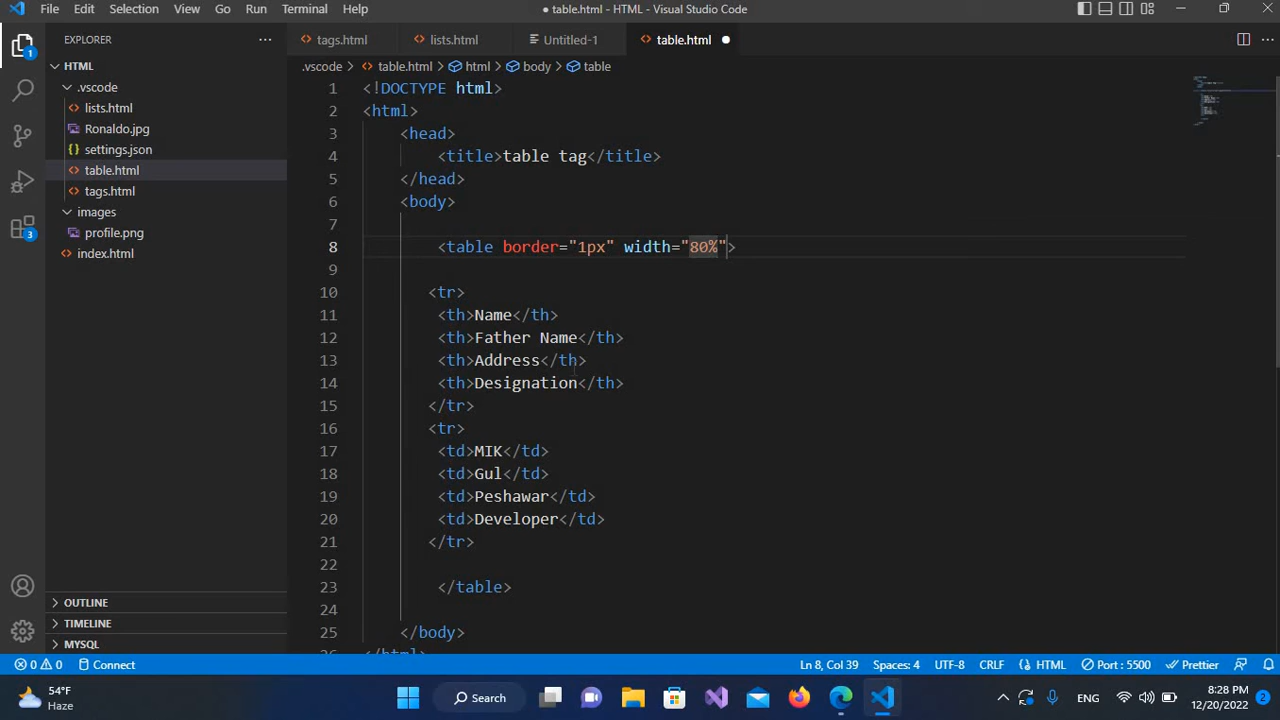 File Edit Selection View Go Run Terminal Help
● table.html - Visual Studio Code
EXPLORER
tags.html
lists.html
Untitled-1
table.html
HTML
.vscode > table.html > html > body > table
.vscode
lists.html
Ronaldo.jpg
settings.json
table.html
tags.html
images
profile.png
index.html
OUTLINE
TIMELINE
MYSQL
1
3
1 <!DOCTYPE html>
2 <html>
3 <head>
4 <title>table tag</title>
5 </head>
6 <body>
7
8 <table border="1px" width="80%">
9
10 <tr>
11 <th>Name</th>
12 <th>Father Name</th>
13 <th>Address</th>
14 <th>Designation</th>
15 </tr>
16 <tr>
17 <td>MIK</td>
18 <td>Gul</td>
19 <td>Peshawar</td>
20 <td>Developer</td>
21 </tr>
22
23 </table>
24
25 </body>
</html>
0 0 Connect
Ln 8, Col 39 Spaces: 4 UTF-8 CRLF HTML Port : 5500 Prettier
54°F
Haze
Search
ENG
8:28 PM
12/20/2022
2